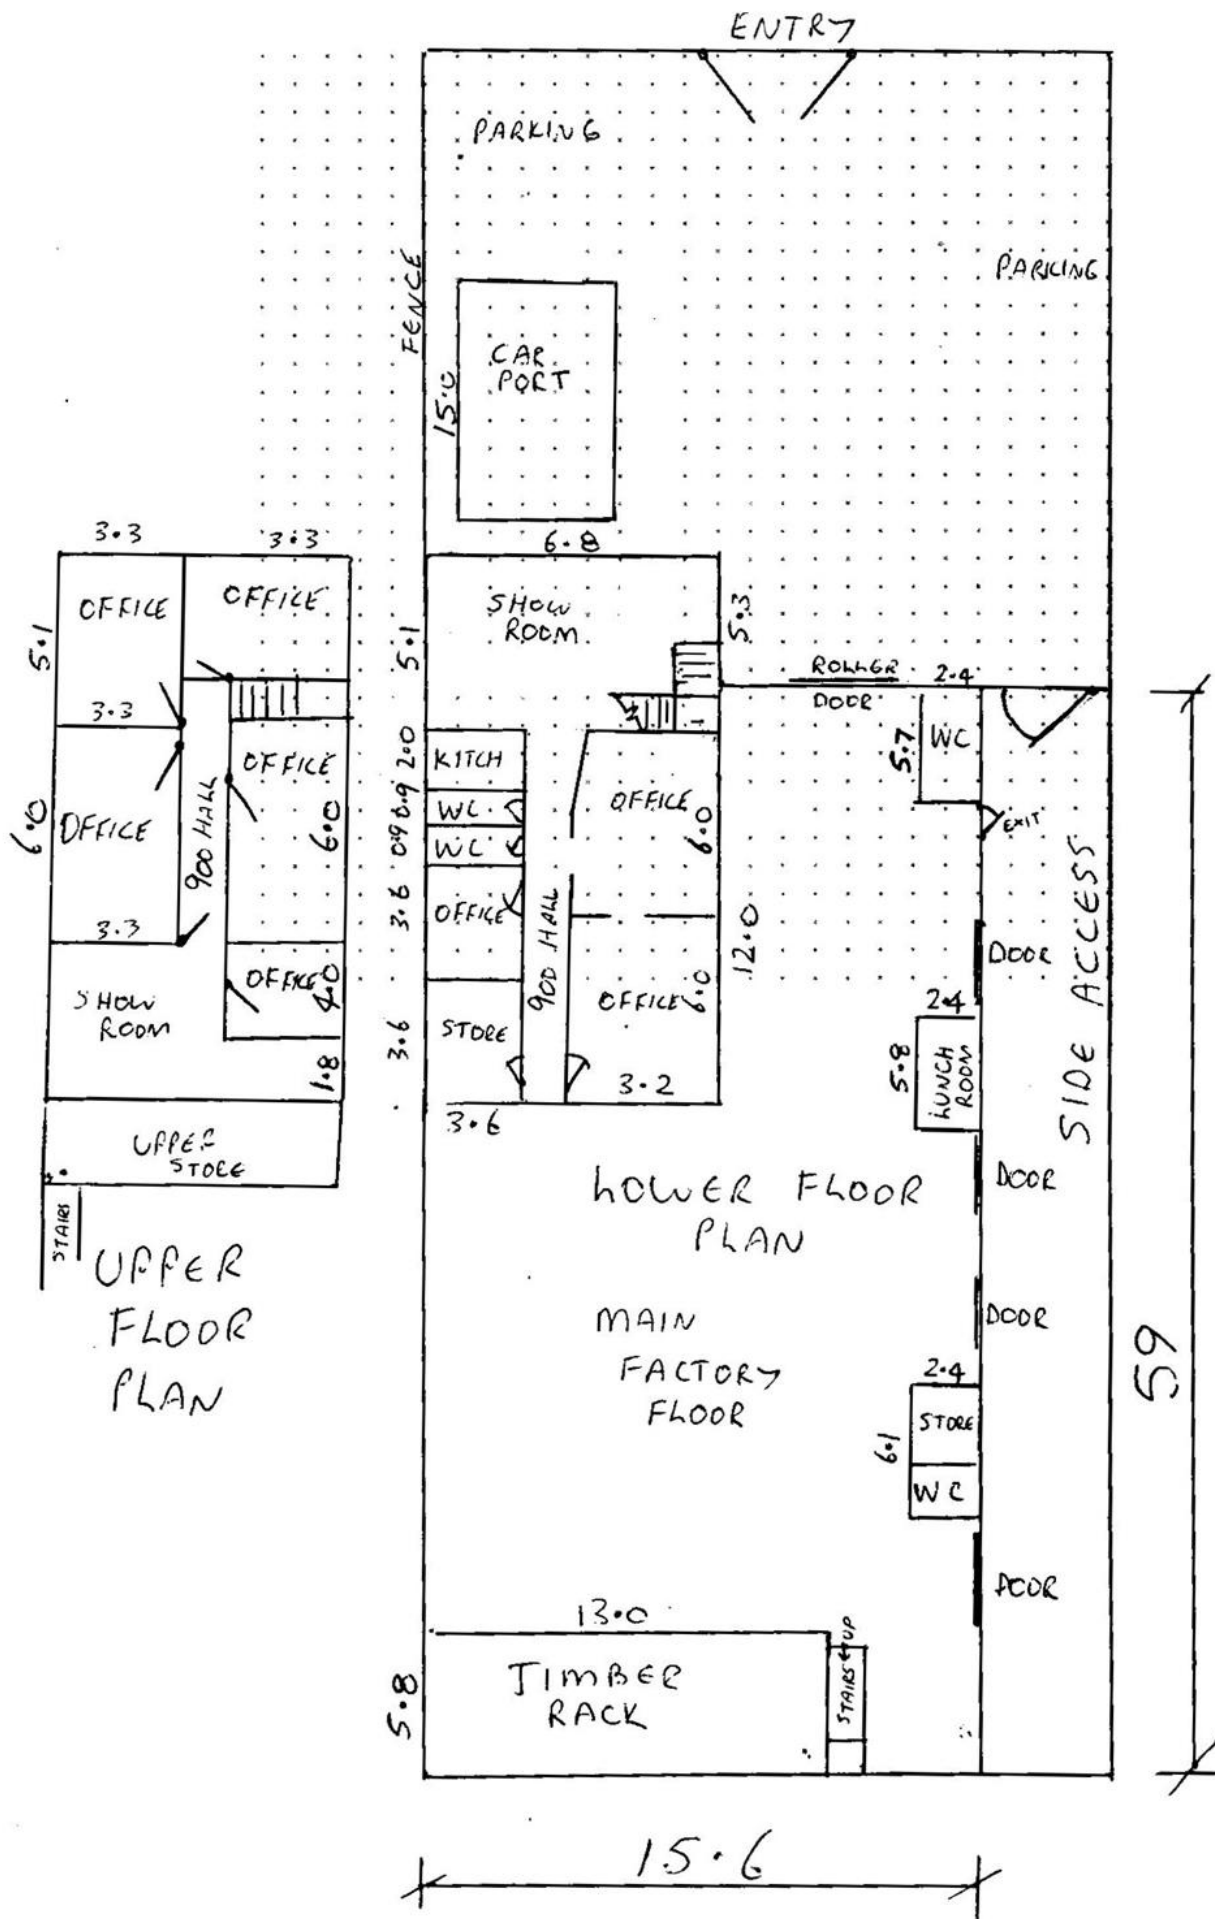 ENTRY
PARKING
PARKING
FENCE
CAR
PORT
15.0
3.3
3.3
6.8
OFFICE
OFFICE
SHOW
ROOM
5.1
5.1
5.3
ROLLER
DOOR
2.4
3.3
WC
5.7
2.0
KITCH
OFFICE
OFFICE
0.9
WC
0.9
WC
EXIT
6.0
OFFICE
900 HALL
6.0
6.0
3.6
OFFICE
900 HALL
12.0
DOOR
SIDE ACCESS
3.3
SHOW
ROOM
OFFICE
4.0
OFFICE
6.0
2.4
3.6
STORE
5.8
LUNCH
ROOM
1.8
3.2
3.6
UPPER
STORE
STAIRS
LOWER FLOOR
PLAN
DOOR
UPPER
FLOOR
PLAN
MAIN
FACTORY
FLOOR
DOOR
59
2.4
6.1
STORE
WC
DOOR
13.0
5.8
TIMBER
RACK
STAIRS UP
15.6